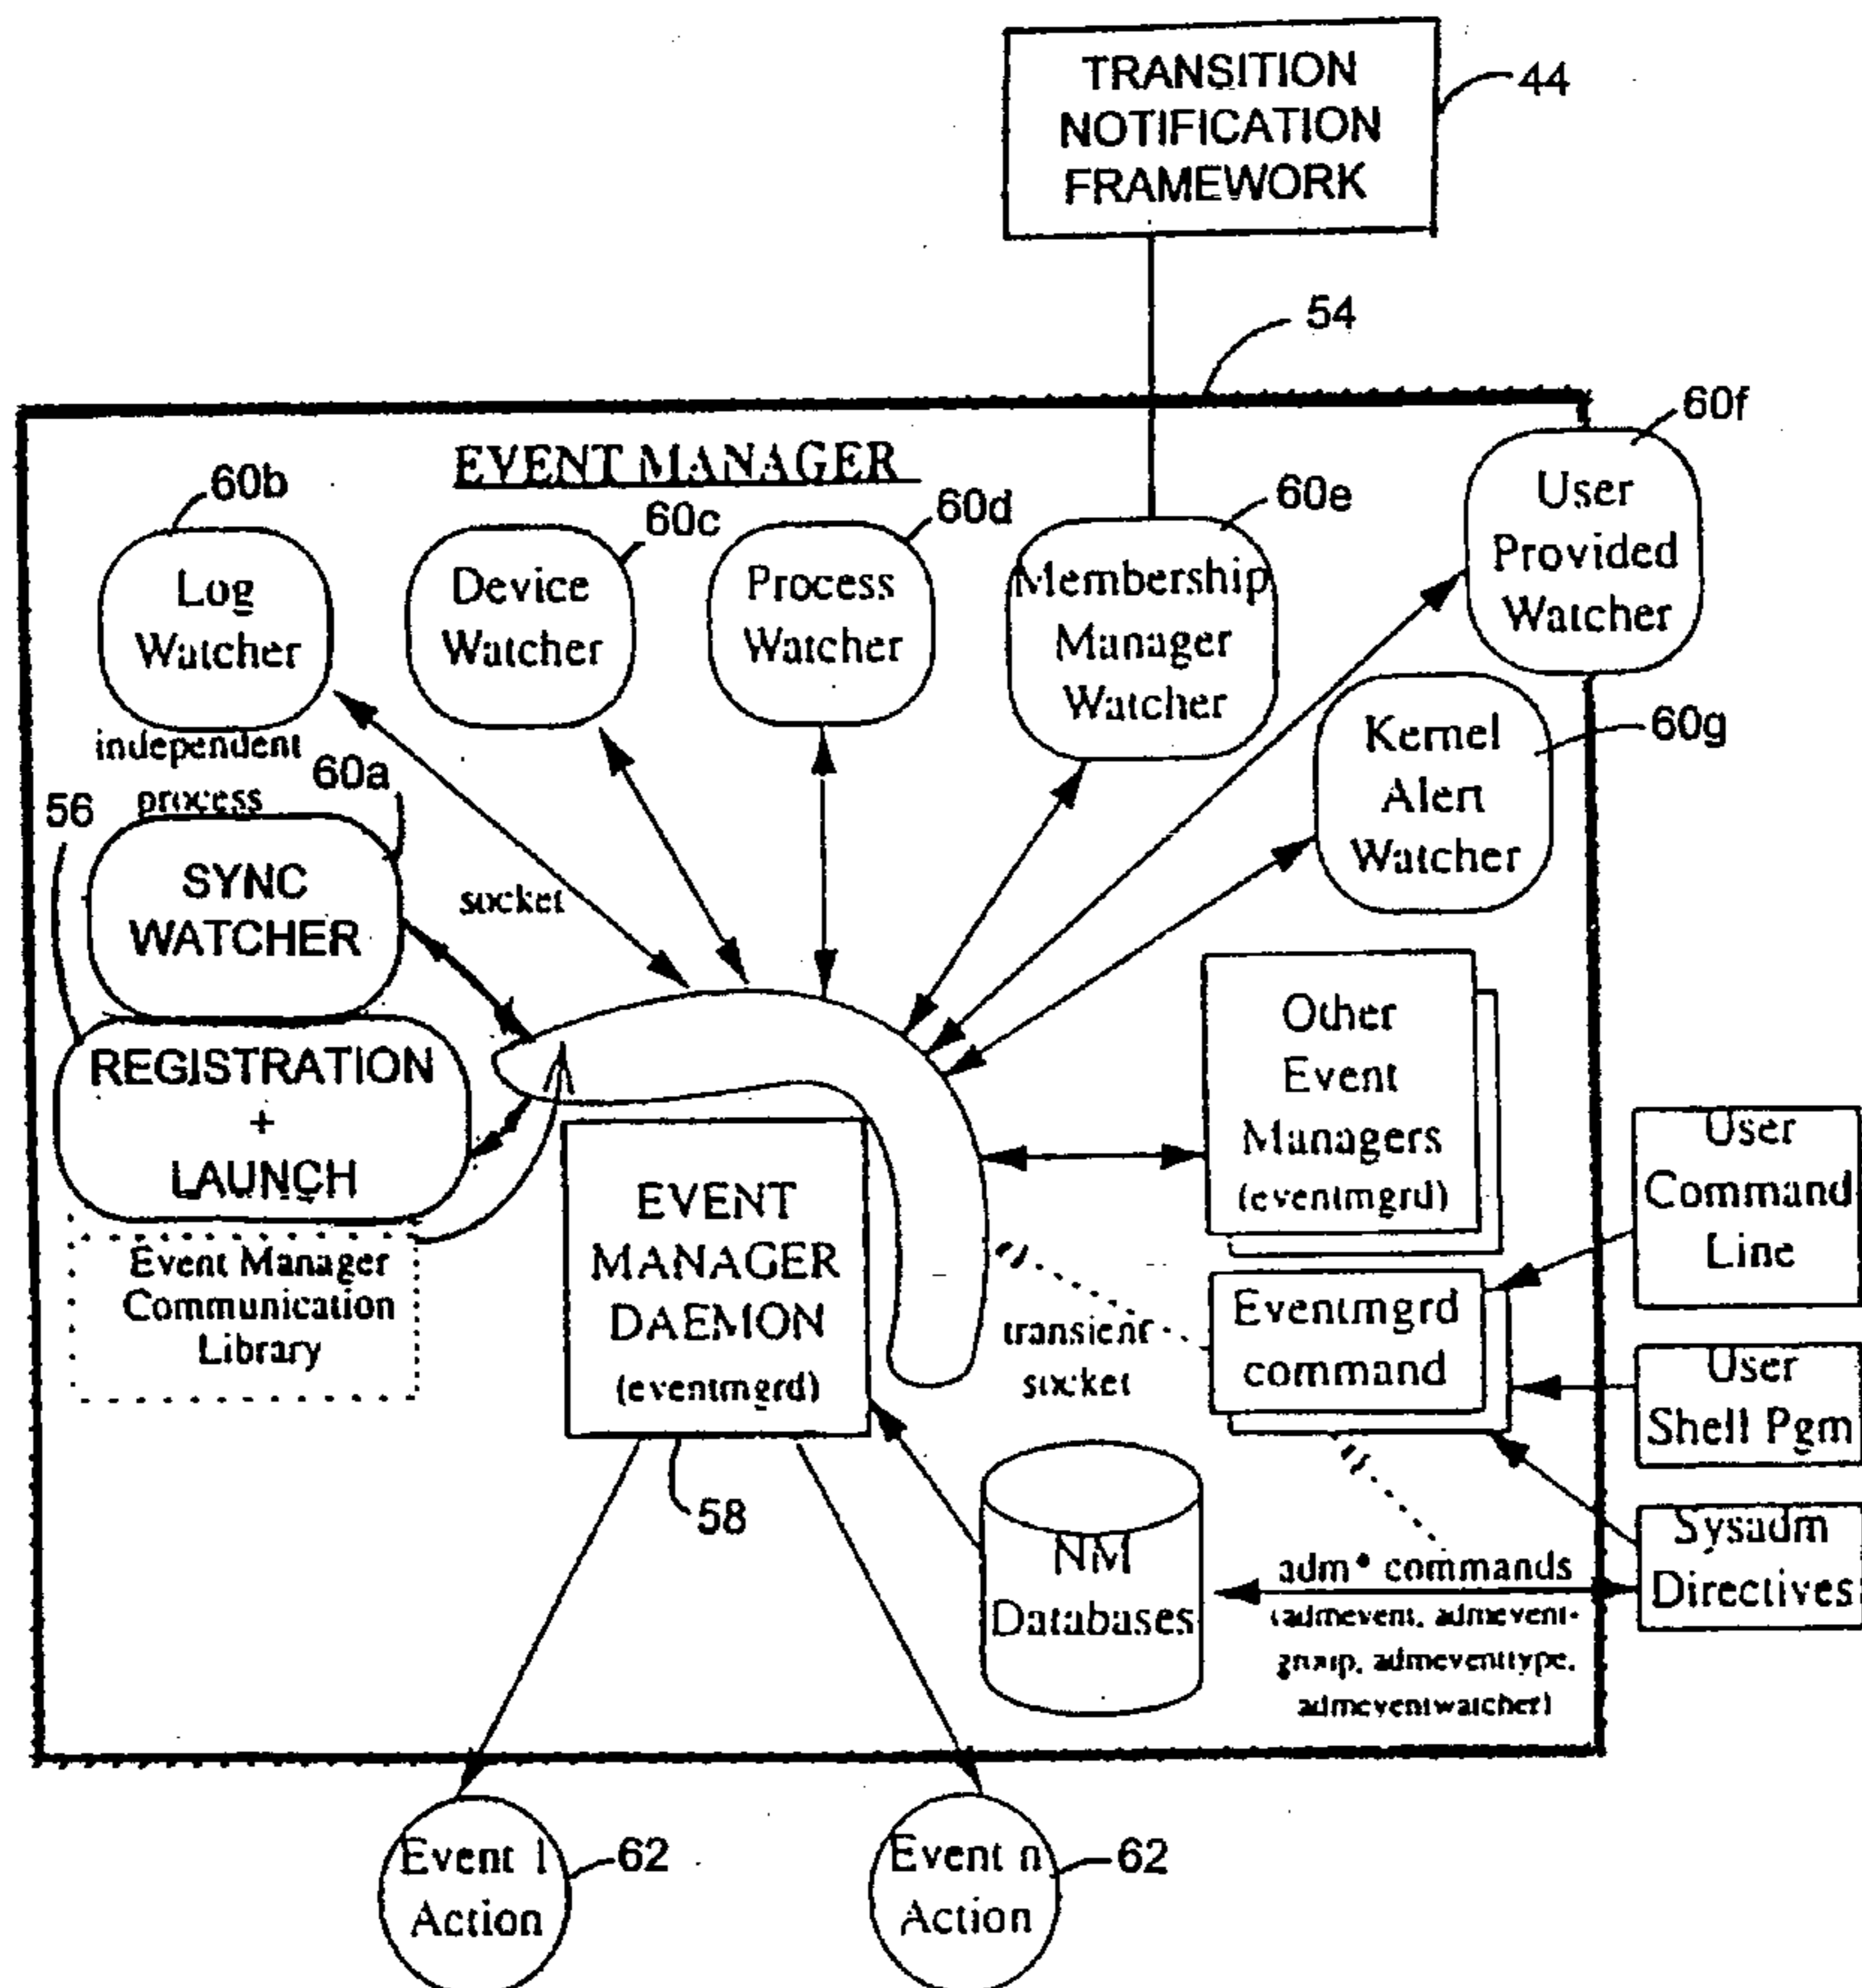 TRANSITION
NOTIFICATION
FRAMEWORK
44
54
60f
EVENT MANAGER
60b
60c
60d
60e
User
Provided
Watcher
Log
Watcher
Device
Watcher
Process
Watcher
Membership
Manager
Watcher
60g
Kernel
Alert
Watcher
independent
process
60a
56
SYNC
WATCHER
socket
REGISTRATION
+
LAUNCH
Other
Event
Managers
(eventmgrd)
User
Command
Line
Event Manager
Communication
Library
EVENT
MANAGER
DAEMON
(eventmgrd)
transient
socket
Eventmgrd
command
User
Shell Pgm
58
NM
Databases
adm* commands
(admevent, admevent-
group, admeventtype,
admeventwatcher)
Sysadm
Directives
Event 1
Action
62
Event n
Action
62